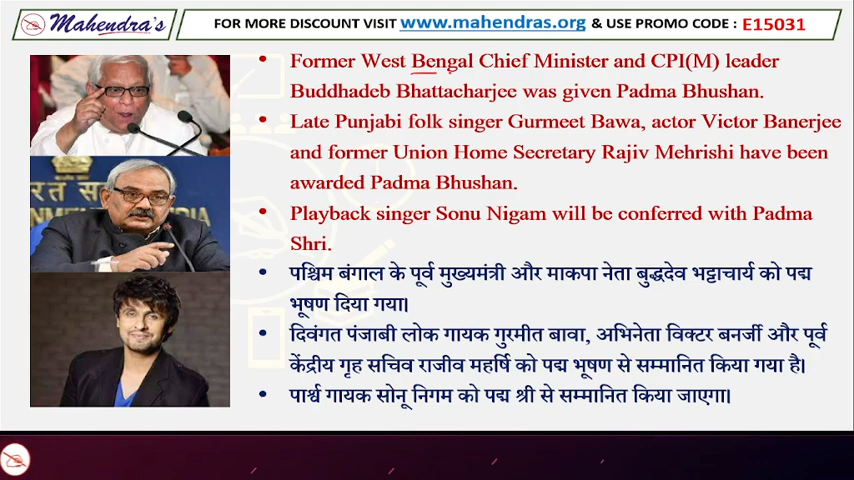 Mahendra's
FOR MORE DISCOUNT VISIT www.mahendras.org & USE PROMO CODE : E15031
• Former West Bengal Chief Minister and CPI(M) leader
Buddhadeb Bhattacharjee was given Padma Bhushan.
• Late Punjabi folk singer Gurmeet Bawa, actor Victor Banerjee
and former Union Home Secretary Rajiv Mehrishi have been
awarded Padma Bhushan.
• Playback singer Sonu Nigam will be conferred with Padma
Shri.
• पश्चिम बंगाल के पूर्व मुख्यमंत्री और माकपा नेता बुद्धदेव भट्टाचार्य को पद्म
भूषण दिया गया।
• दिवंगत पंजाबी लोक गायक गुरमीत बावा, अभिनेता विक्टर बनर्जी और पूर्व
केंद्रीय गृह सचिव राजीव महर्षि को पद्म भूषण से सम्मानित किया गया है।
• पार्श्व गायक सोनू निगम को पद्म श्री से सम्मानित किया जाएगा।